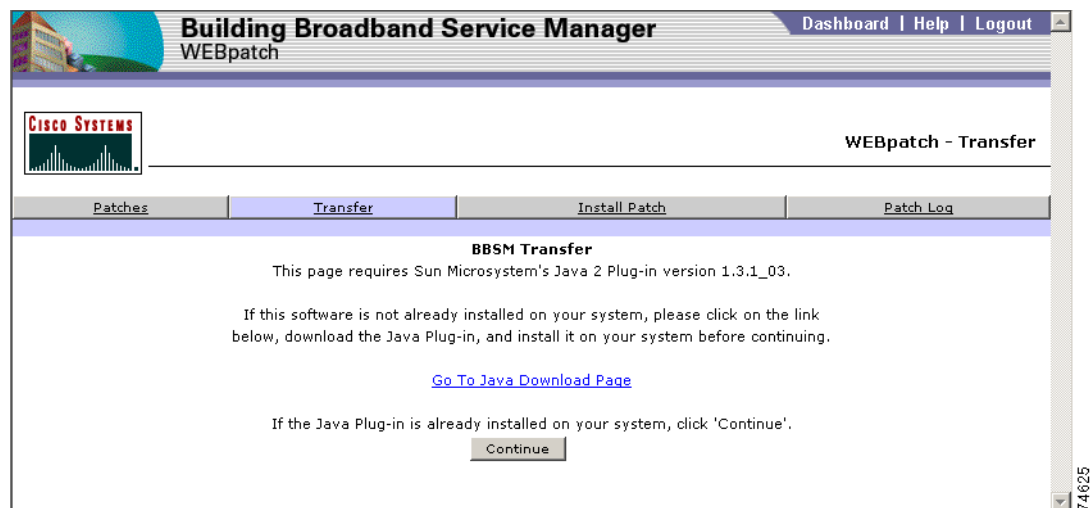 Building Broadband Service Manager
WEBpatch
Dashboard | Help | Logout
CISCO SYSTEMS
WEBpatch - Transfer
Patches Transfer Install Patch Patch Log
BBSM Transfer
This page requires Sun Microsystem's Java 2 Plug-in version 1.3.1_03.
If this software is not already installed on your system, please click on the link
below, download the Java Plug-in, and install it on your system before continuing.
Go To Java Download Page
If the Java Plug-in is already installed on your system, click 'Continue'.
Continue
74625